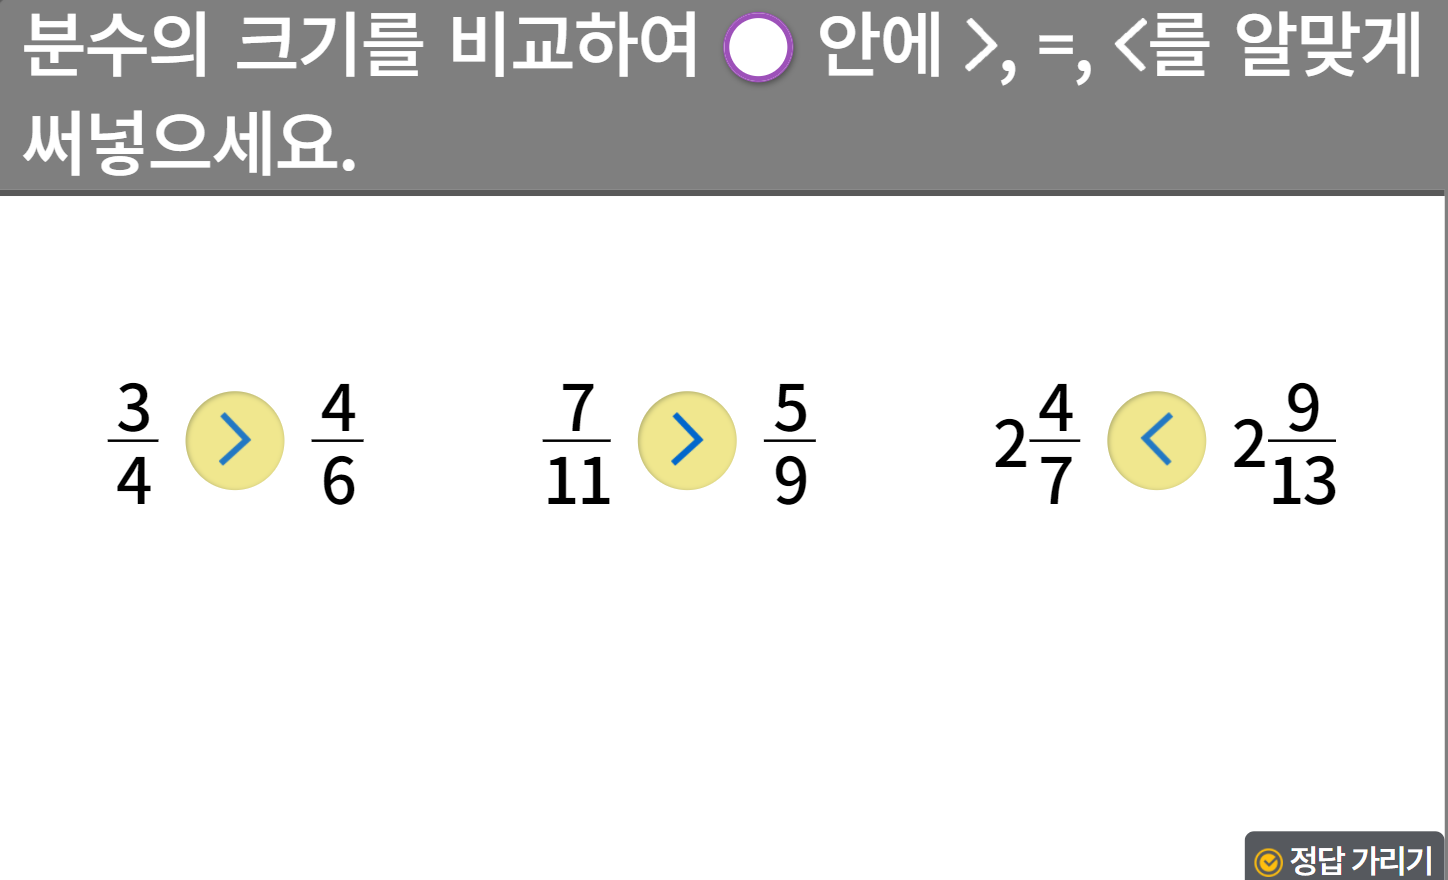 분수의 크기를 비교하여 ○ 안에 >, =, <를 알맞게
써넣으세요.
3/4 > 4/6  7/11 > 5/9  2 4/7 < 2 9/13
정답 가리기